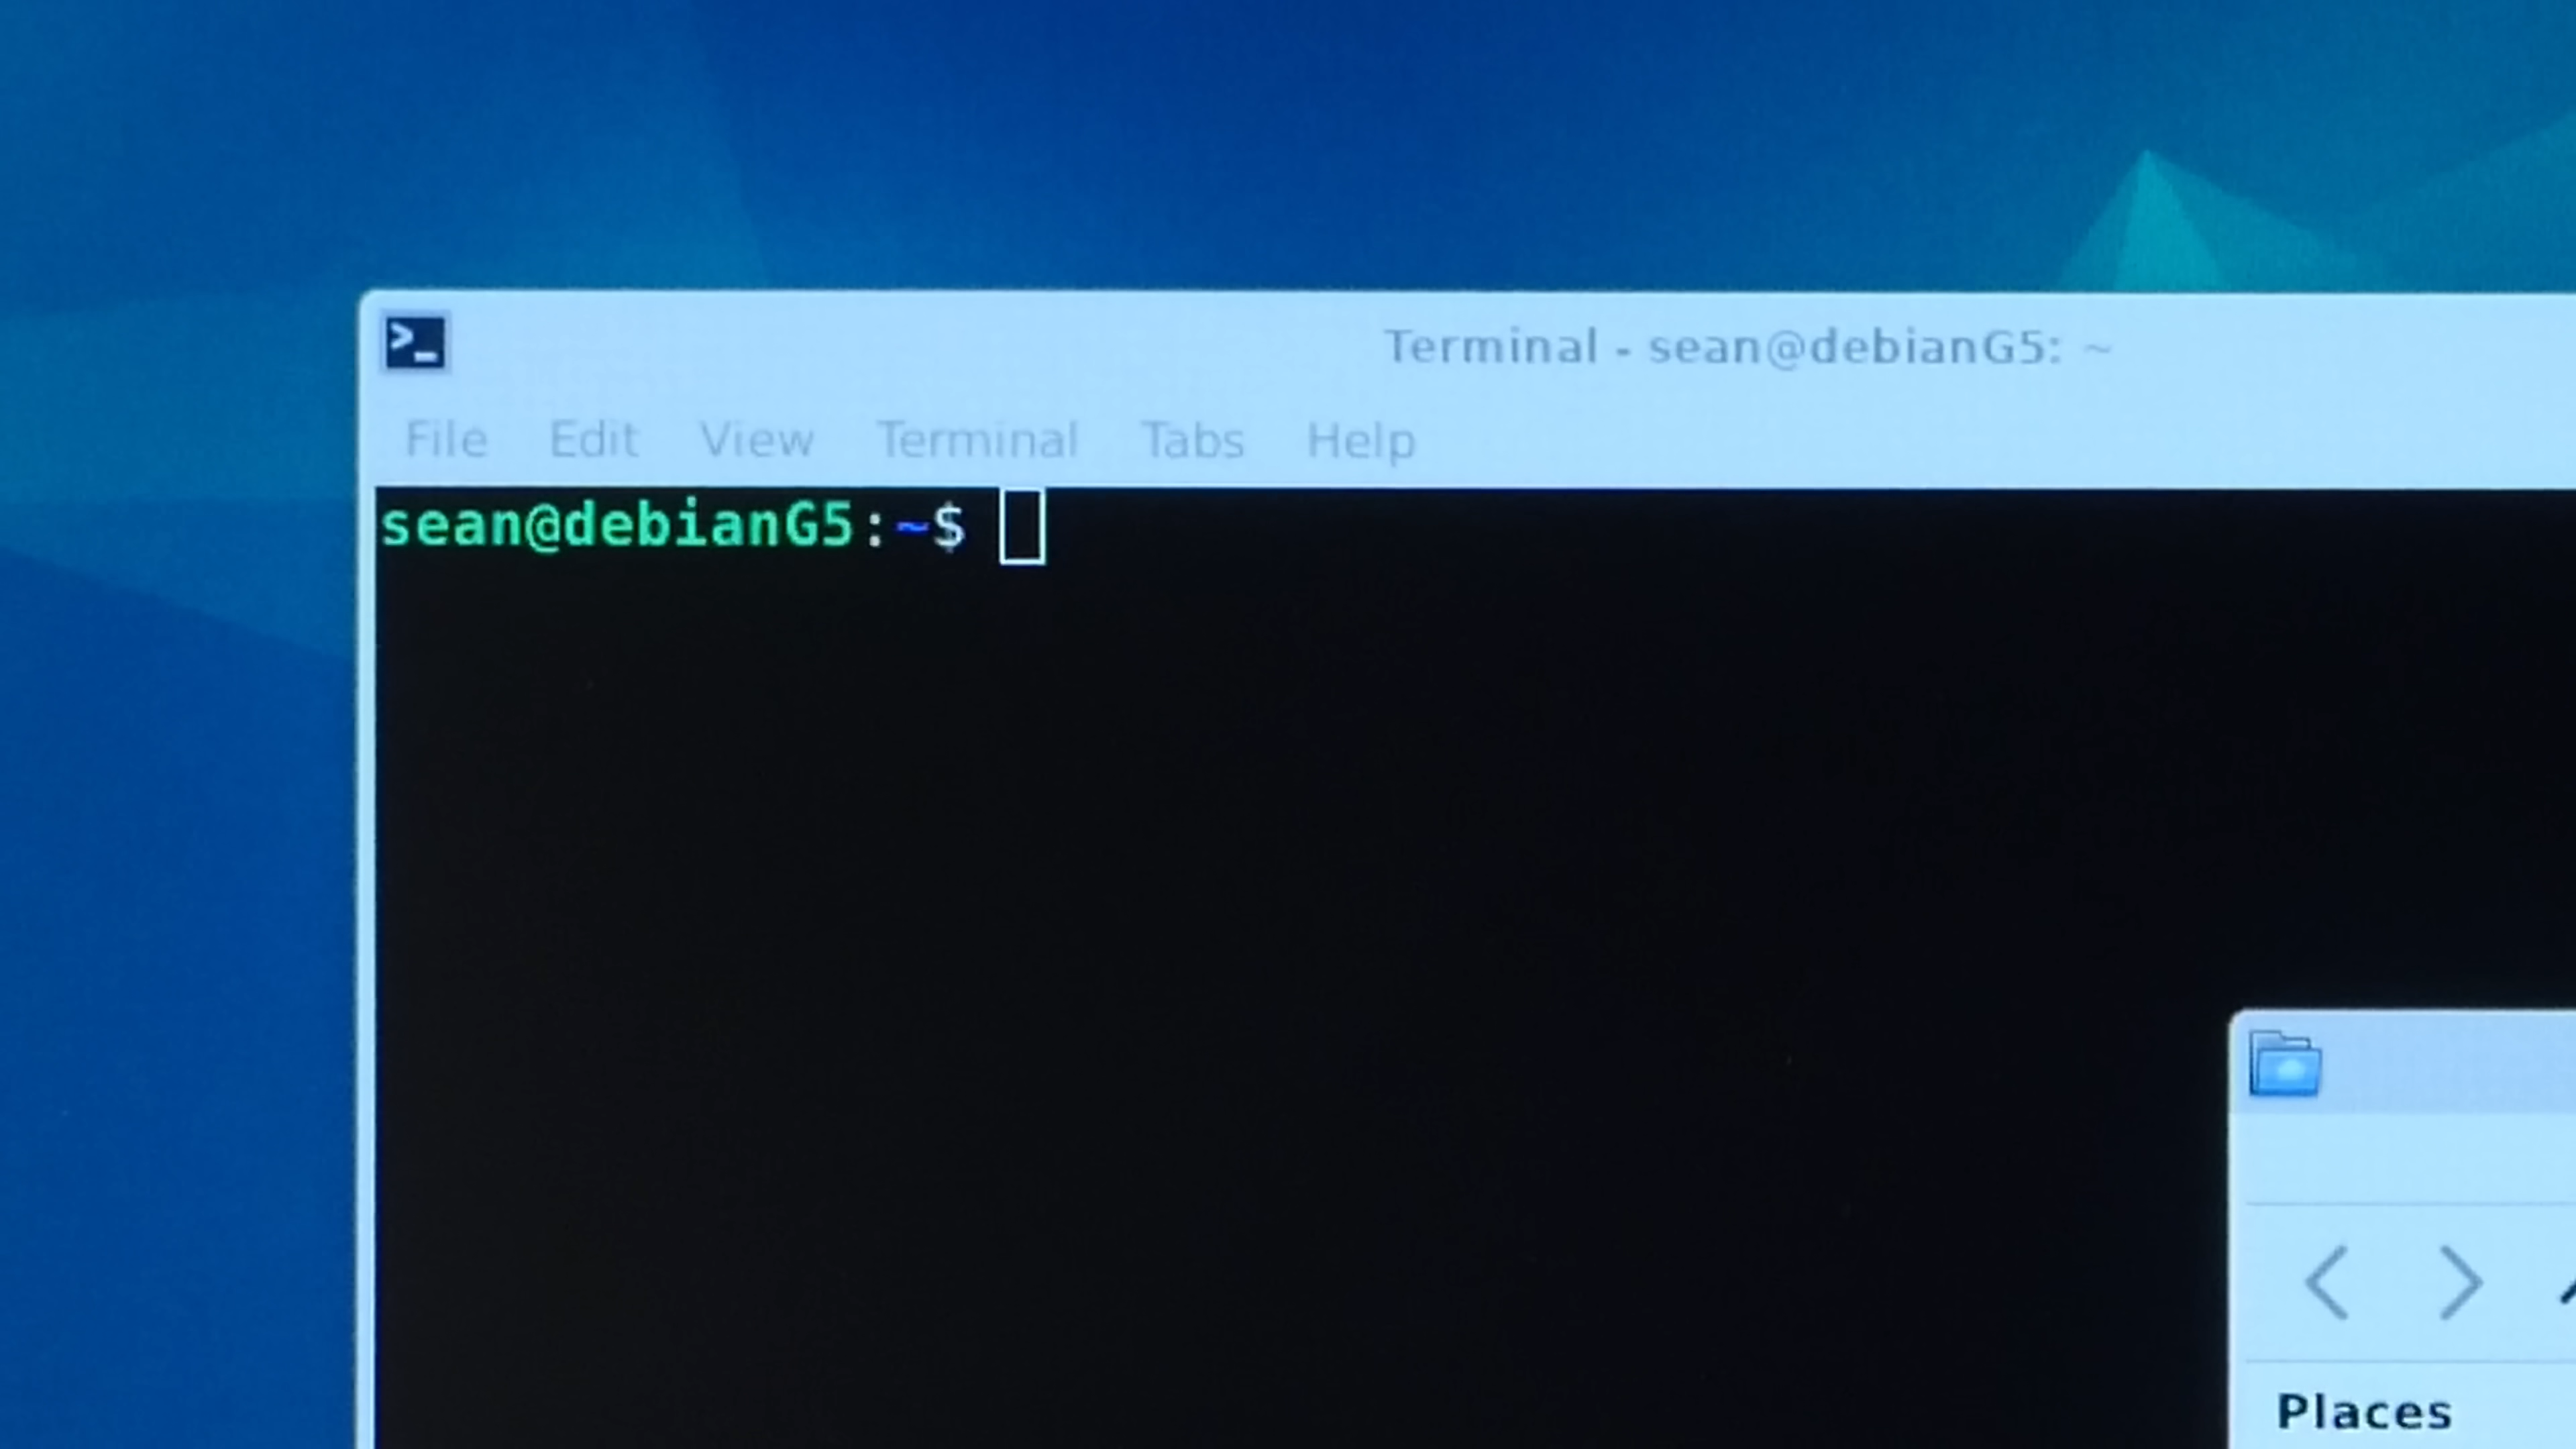 Terminal - sean@debianG5: ~
File Edit View Terminal Tabs Help
sean@debianG5:~$
Places